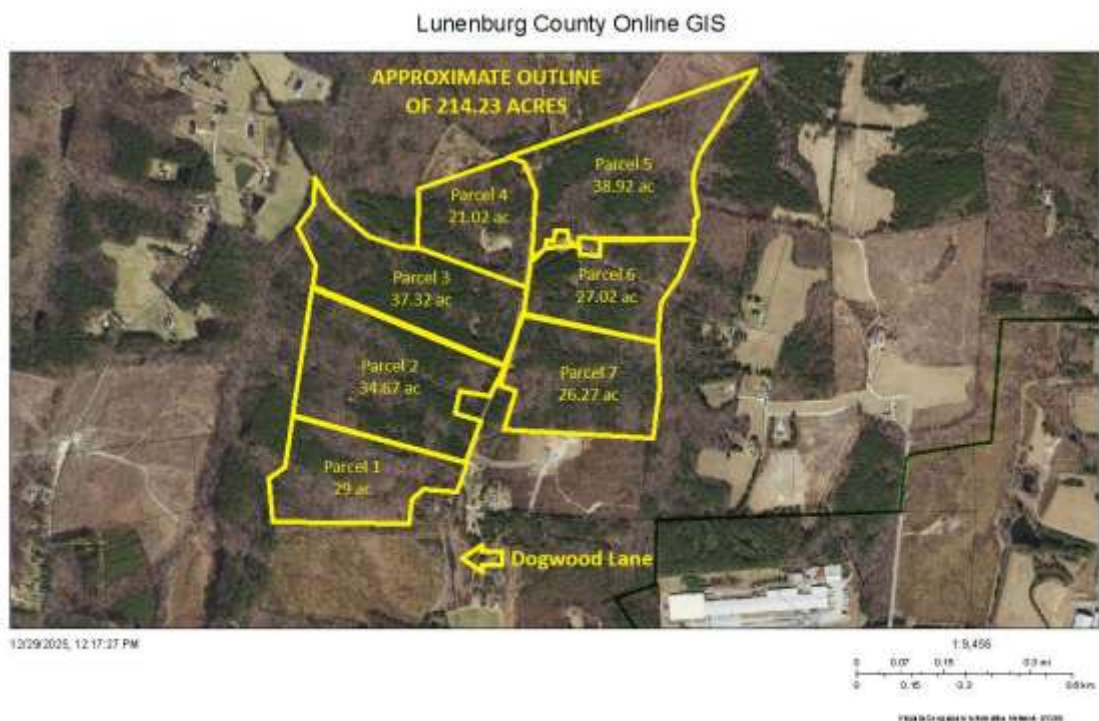 Lunenburg County Online GIS
APPROXIMATE OUTLINE
OF 214.23 ACRES
Parcel 5
38.92 ac
Parcel 4
21.02 ac
Parcel 3
37.32 ac
Parcel 6
27.02 ac
Parcel 2
34.67 ac
Parcel 7
26.27 ac
Parcel 1
29 ac
Dogwood Lane
12/29/2025, 12:17:27 PM
1:9,456
0 0.07 0.15 0.3 mi
0 0.15 0.3 0.6 km